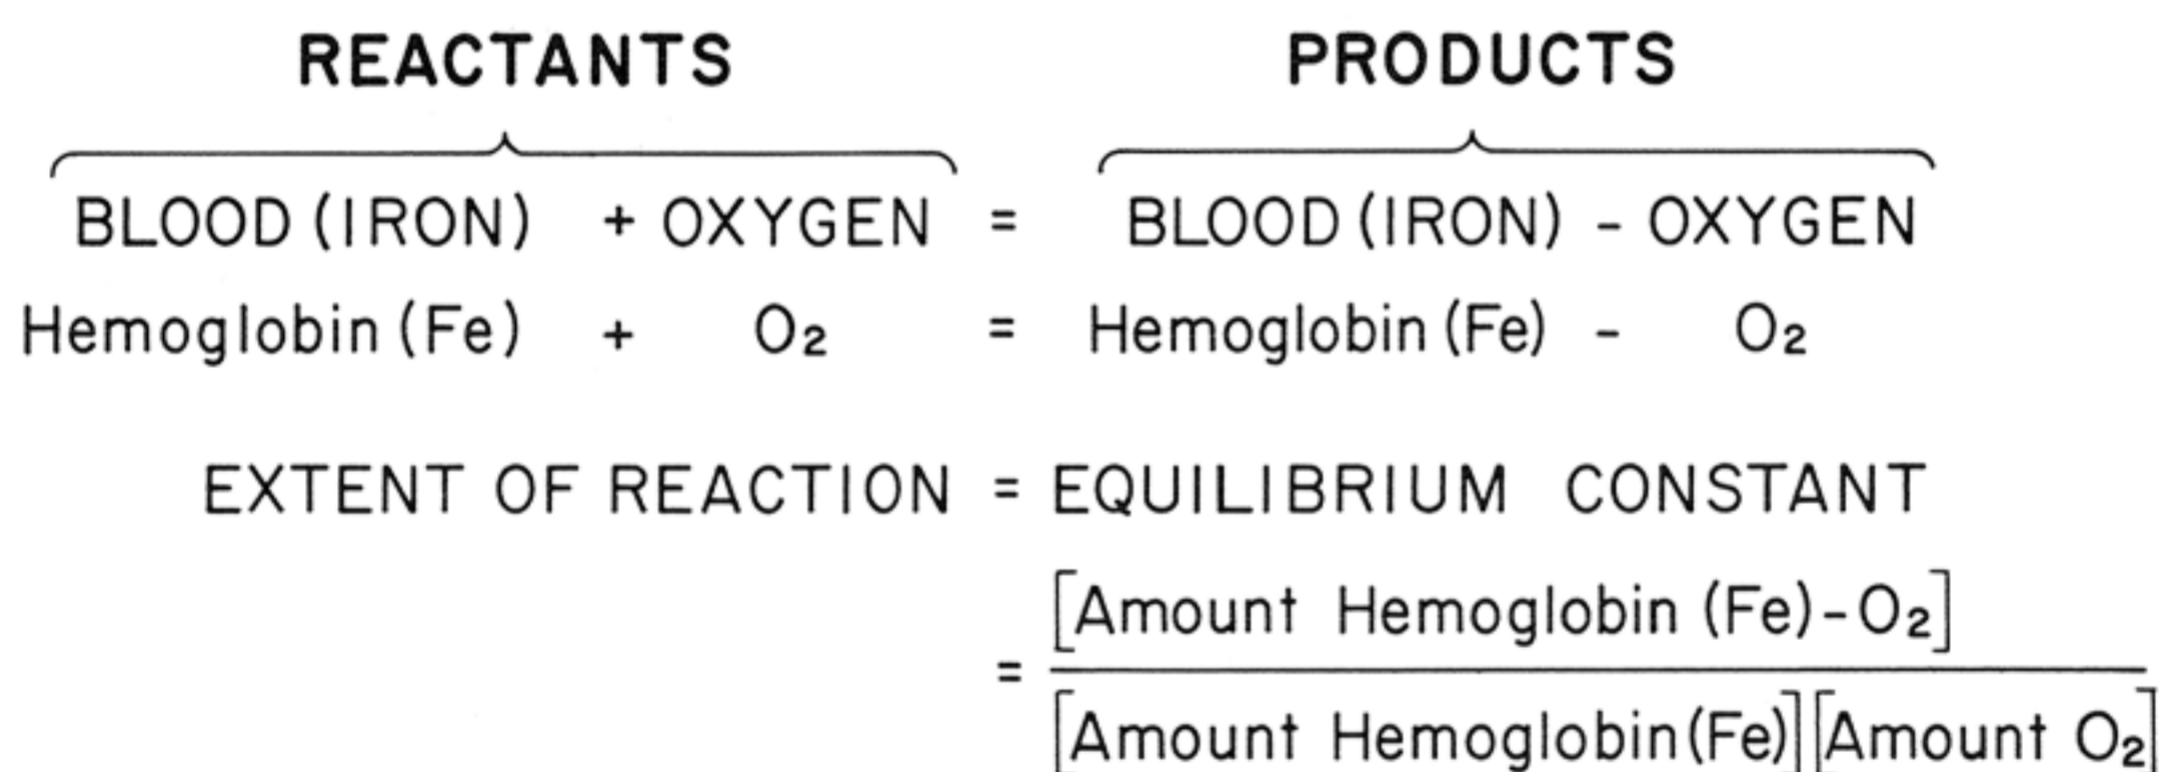 REACTANTS PRODUCTS
BLOOD (IRON) + OXYGEN = BLOOD (IRON) - OXYGEN
Hemoglobin (Fe) + O₂ = Hemoglobin (Fe) - O₂
EXTENT OF REACTION = EQUILIBRIUM CONSTANT
= [Amount Hemoglobin (Fe)-O₂]
[Amount Hemoglobin (Fe)] [Amount O₂]